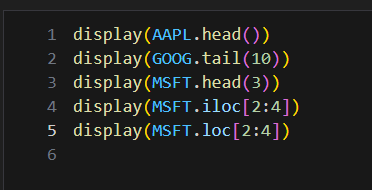 1 display(AAPL.head())
2 display(GOOG.tail(10))
3 display(MSFT.head(3))
4 display(MSFT.iloc[2:4])
5 display(MSFT.loc[2:4])
6